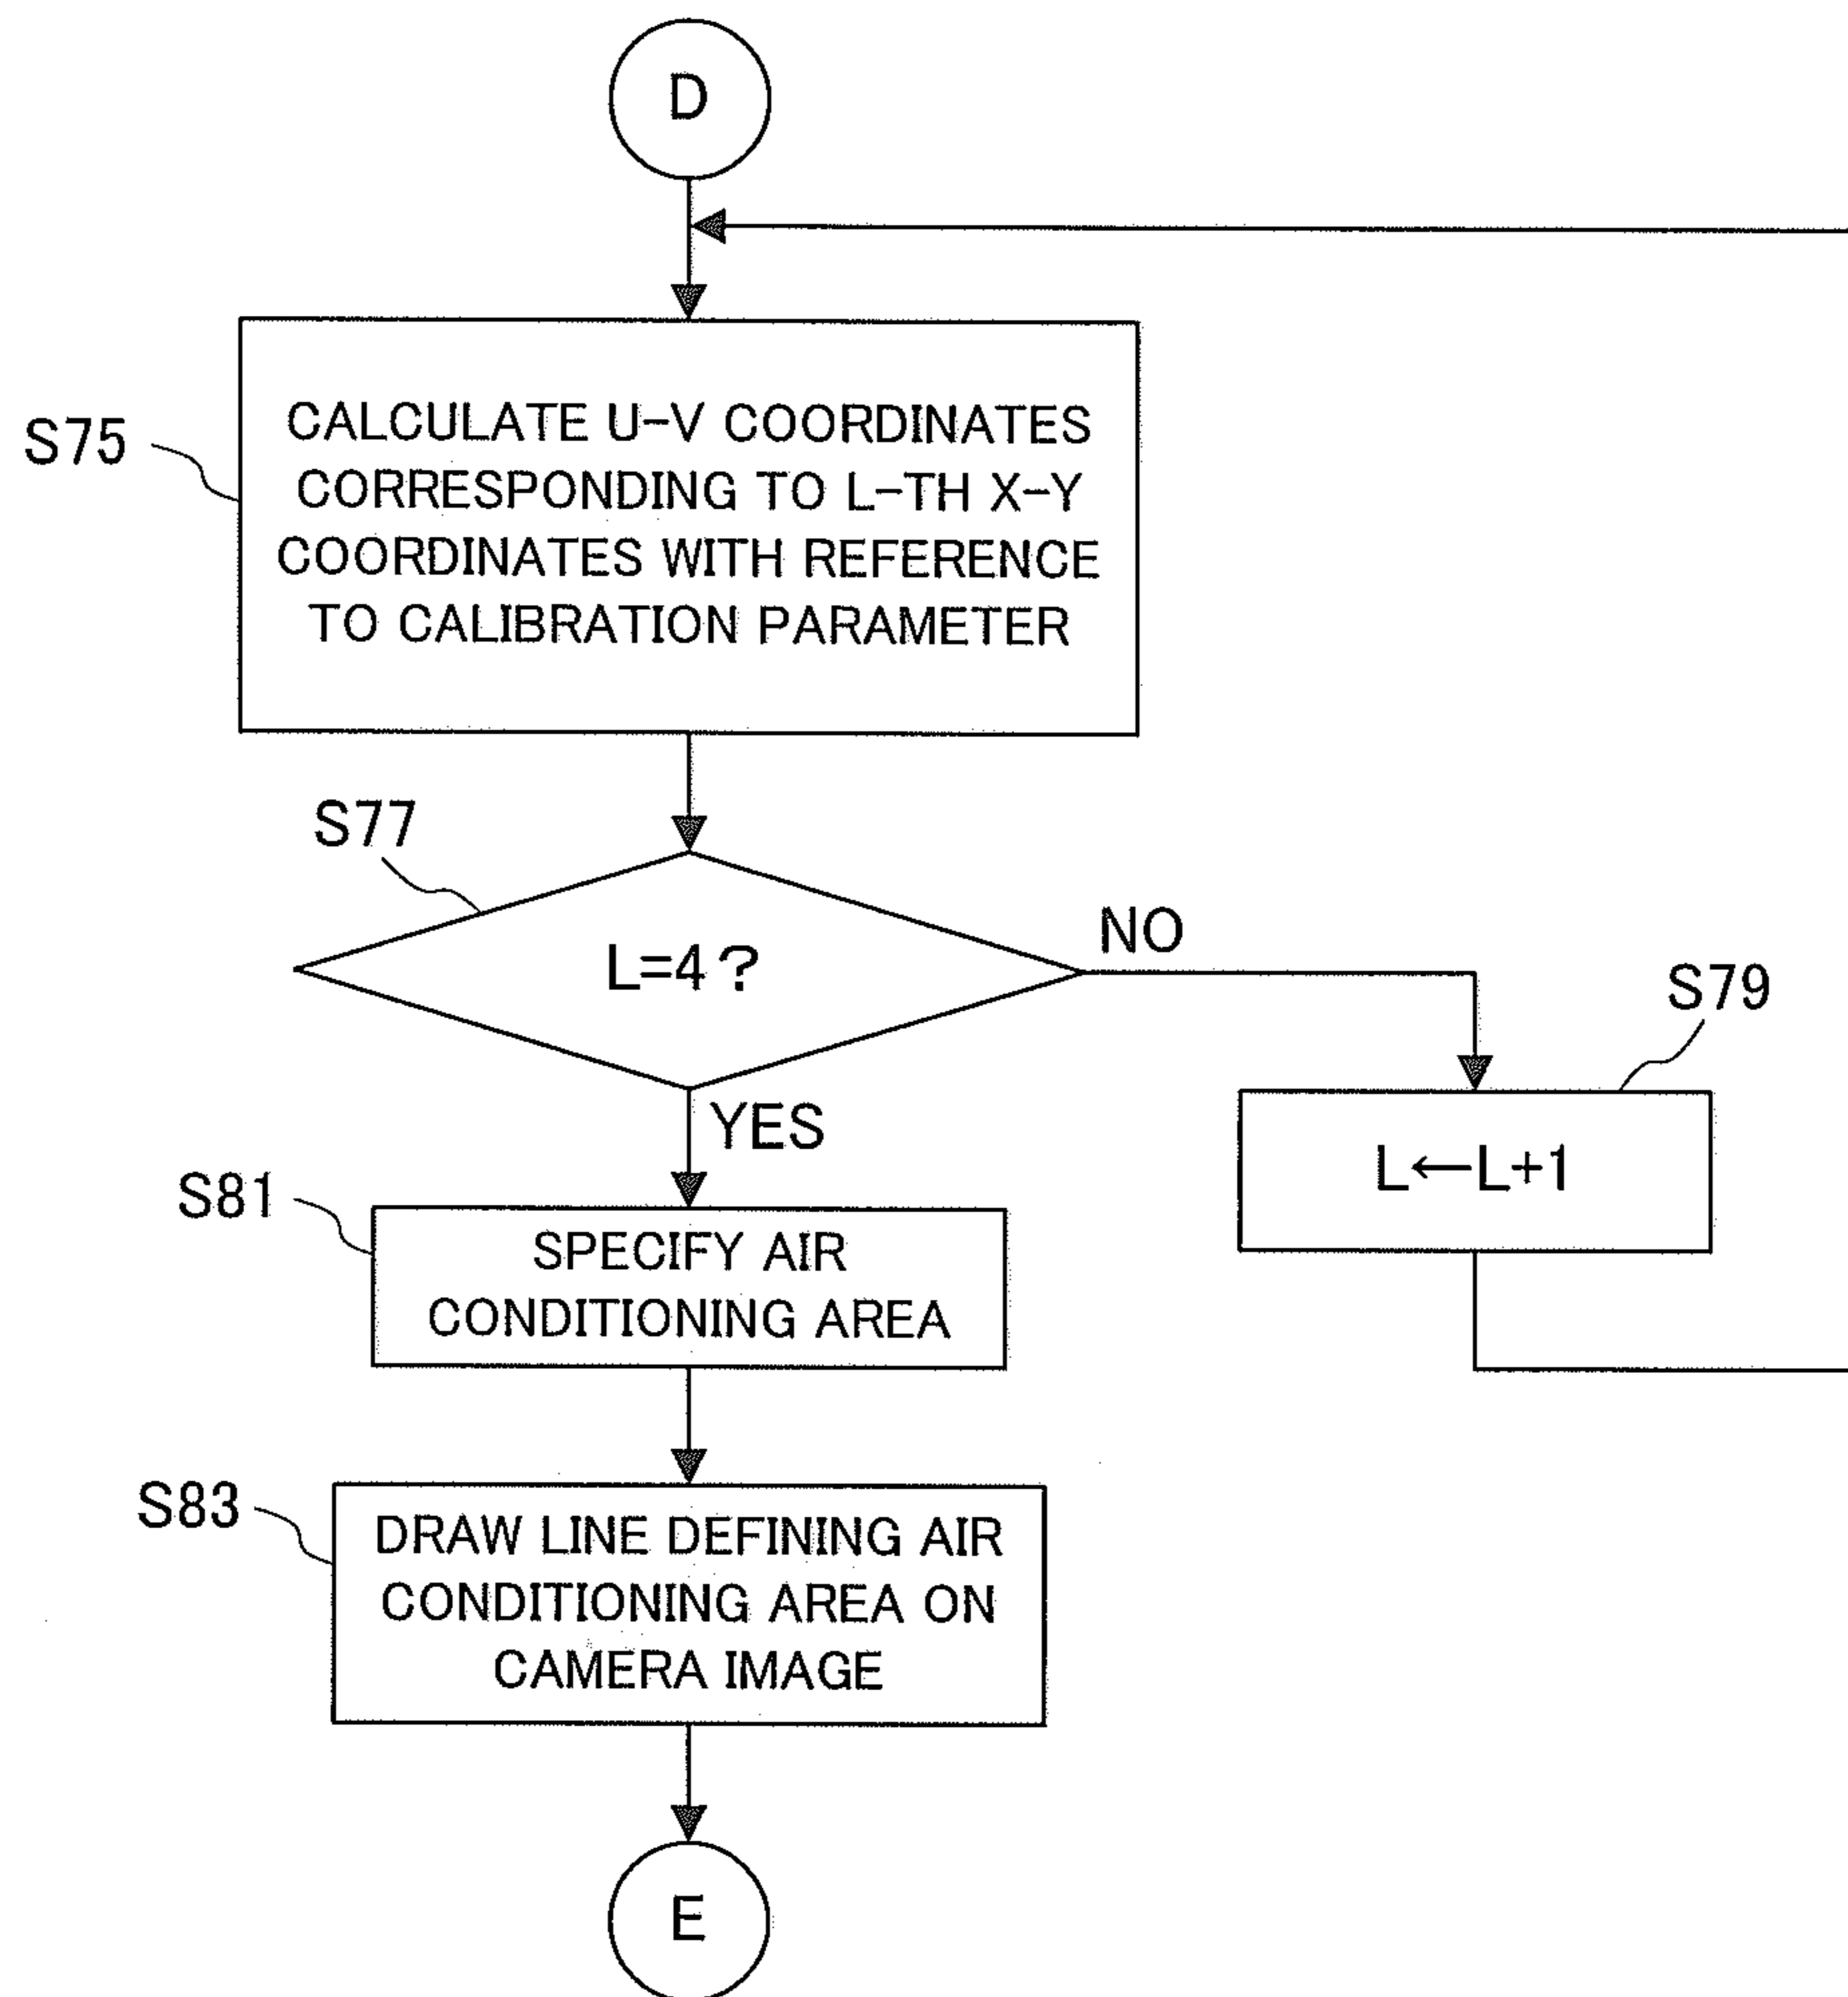 D
S75
CALCULATE U-V COORDINATES
CORRESPONDING TO L-TH X-Y
COORDINATES WITH REFERENCE
TO CALIBRATION PARAMETER
S77
L=4?
NO
YES
S79
L←L+1
S81
SPECIFY AIR
CONDITIONING AREA
S83
DRAW LINE DEFINING AIR
CONDITIONING AREA ON
CAMERA IMAGE
E